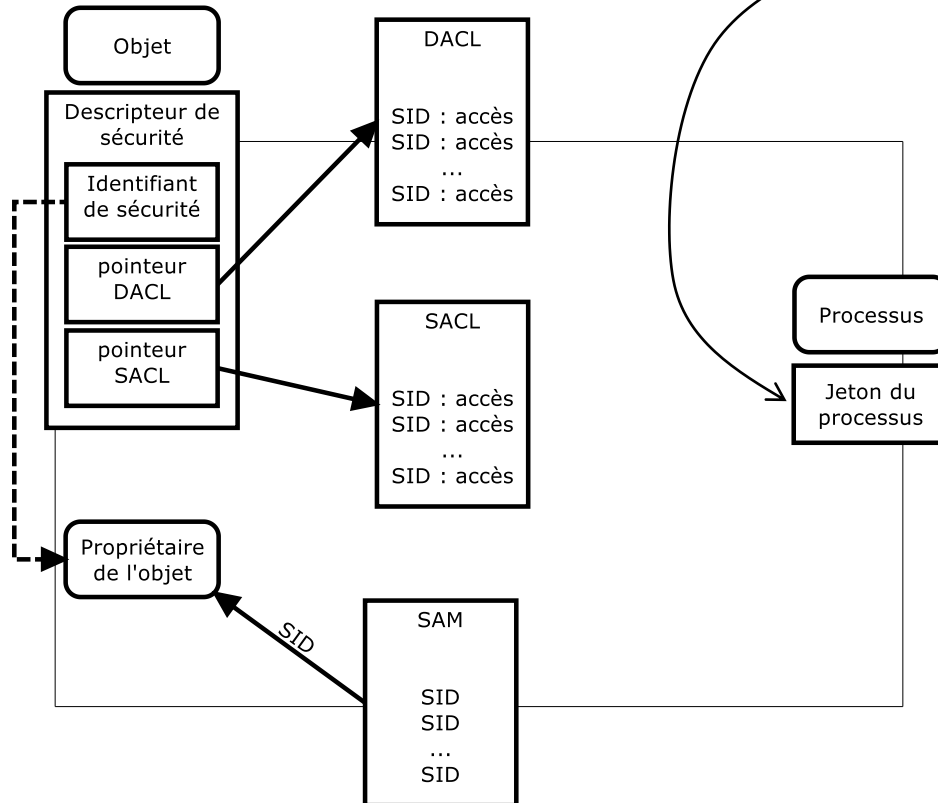 Objet
Descripteur de
sécurité
Identifiant
de sécurité
pointeur
DACL
pointeur
SACL
DACL
SID : accès
SID : accès
...
SID : accès
SACL
SID : accès
SID : accès
...
SID : accès
Processus
Jeton du
processus
Propriétaire
de l'objet
SID
SAM
SID
SID
...
SID